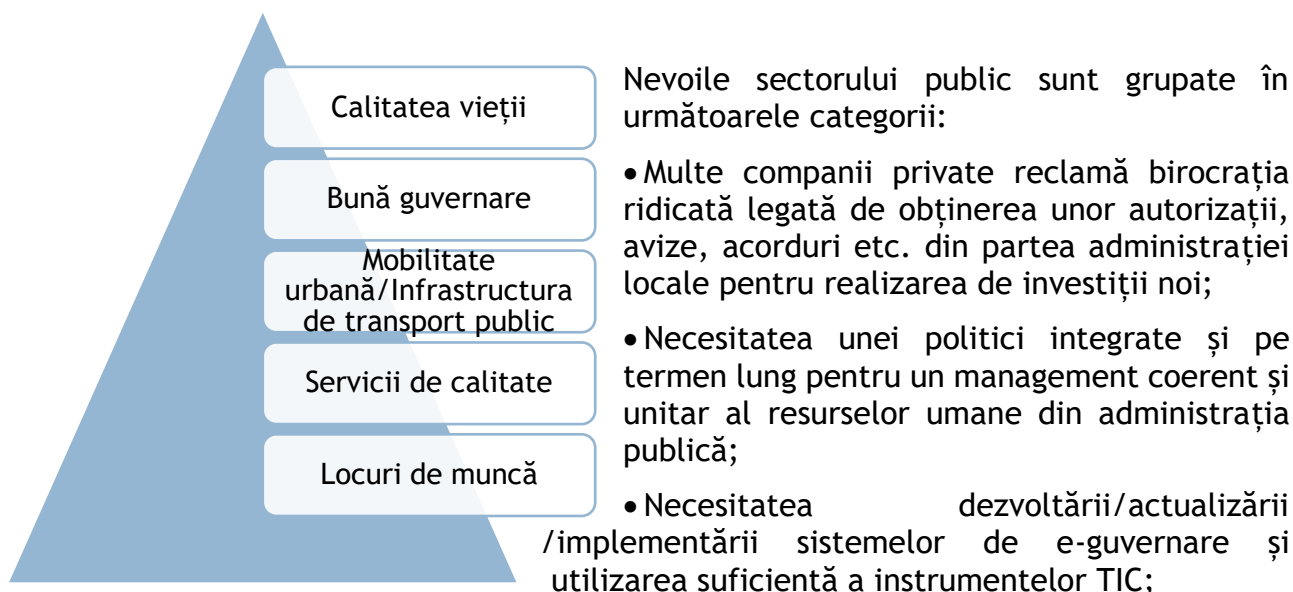 Calitatea vieții
Bună guvernare
Mobilitate
urbană/Infrastructura
de transport public
Servicii de calitate
Locuri de muncă
Nevoile sectorului public sunt grupate în
următoarele categorii:
•Multe companii private reclamă birocrația
ridicată legată de obținerea unor autorizații,
avize, acorduri etc. din partea administrației
locale pentru realizarea de investiții noi;
•Necesitatea unei politici integrate și pe
termen lung pentru un management coerent și
unitar al resurselor umane din administrația
publică;
•Necesitatea dezvoltării/actualizării
/implementării sistemelor de e-guvernare și
utilizarea suficientă a instrumentelor TIC;